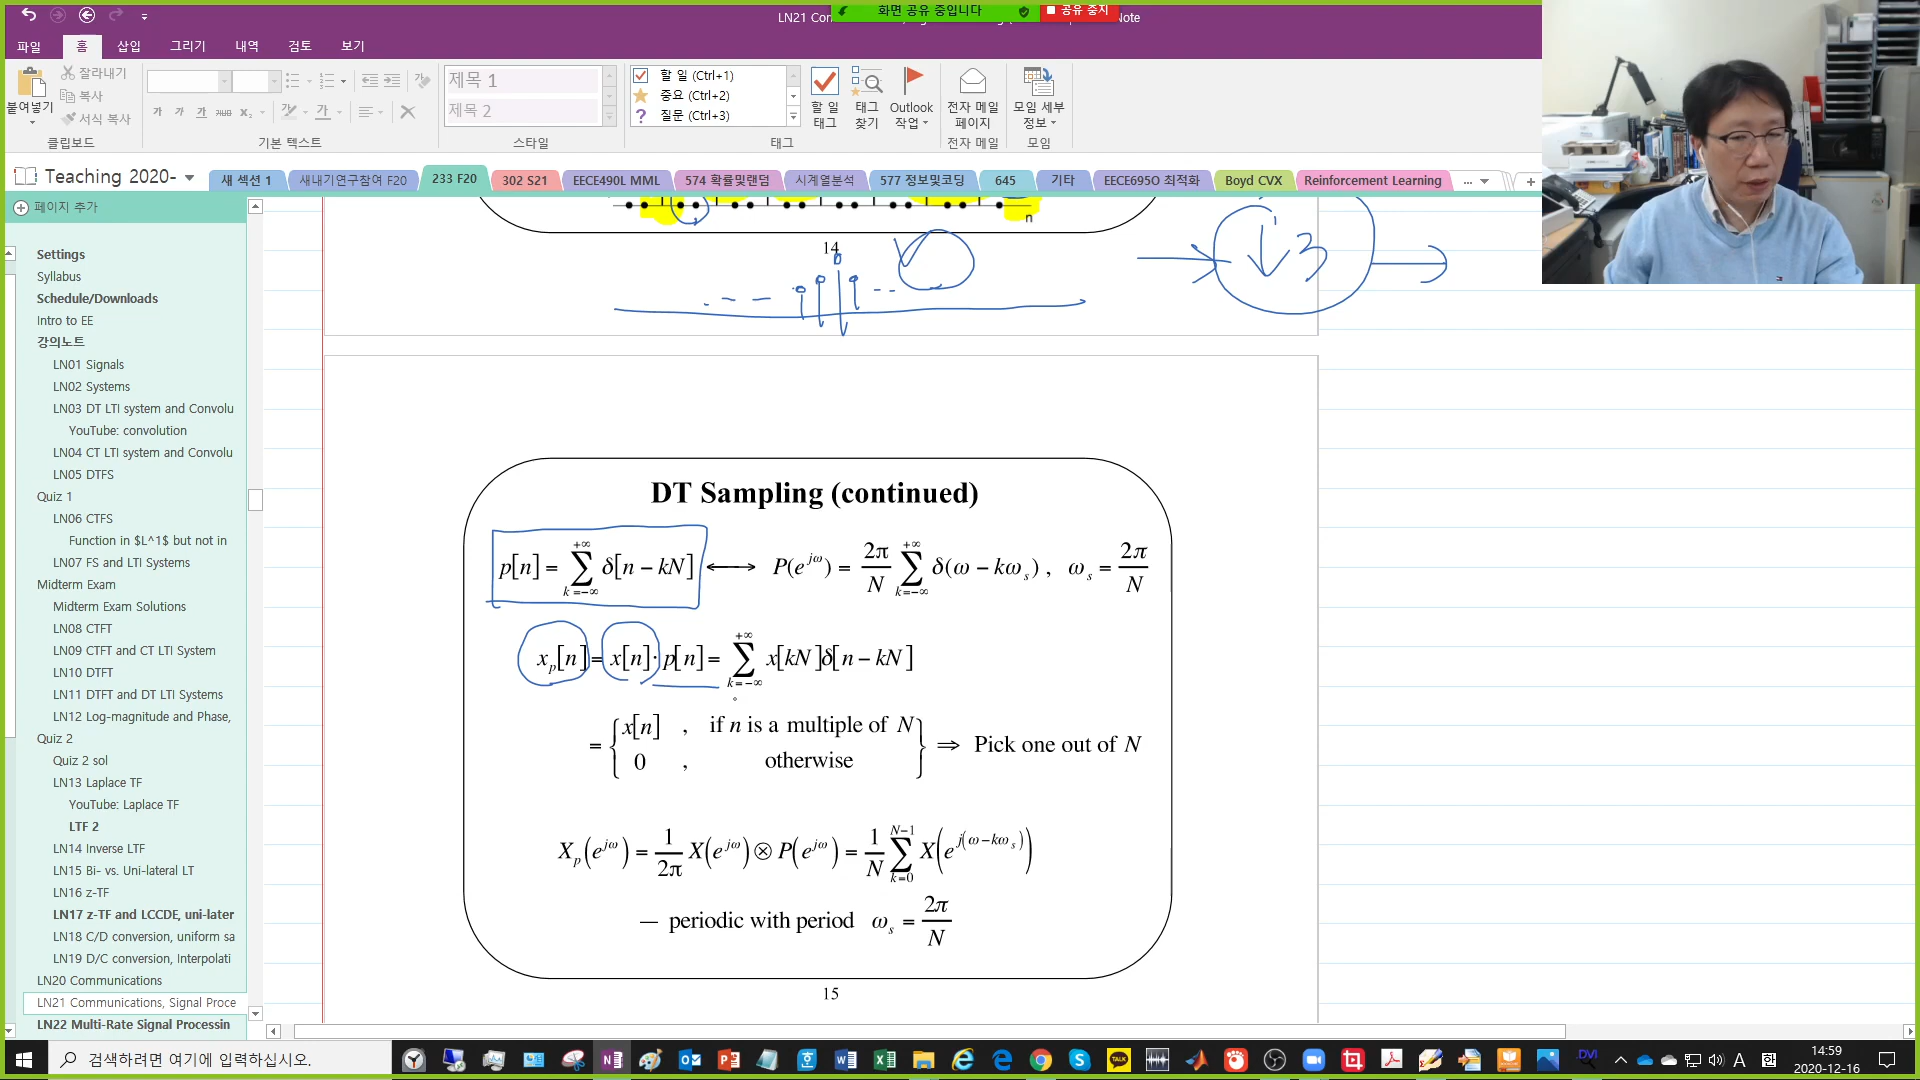 화면 공유 중입니다
공유 중지
LN21 Con
Note
파일 홈 삽입 그리기 내역 검토 보기
붙여넣기
잘라내기
복사
서식 복사
클립보드
기본 텍스트
제목 1
제목 2
스타일
할 일 (Ctrl+1)
중요 (Ctrl+2)
질문 (Ctrl+3)
할 일 태그
태그 찾기
Outlook 작업
태그
전자 메일 페이지
전자 메일
모임 세부 정보
모임
Teaching 2020-
새 섹션 1
새내기연구참여 F20
233 F20
302 S21
EECE490L MML
574 확률및랜덤
시계열분석
577 정보및코딩
645
기타
EECE695O 최적화
Boyd CVX
Reinforcement Learning
...
페이지 추가
Settings
Syllabus
Schedule/Downloads
Intro to EE
강의노트
LN01 Signals
LN02 Systems
LN03 DT LTI system and Convolu
YouTube: convolution
LN04 CT LTI system and Convolu
LN05 DTFS
Quiz 1
LN06 CTFS
Function in $L^1$ but not in
LN07 FS and LTI Systems
Midterm Exam
Midterm Exam Solutions
LN08 CTFT
LN09 CTFT and CT LTI System
LN10 DTFT
LN11 DTFT and DT LTI Systems
LN12 Log-magnitude and Phase,
Quiz 2
Quiz 2 sol
LN13 Laplace TF
YouTube: Laplace TF
LTF 2
LN14 Inverse LTF
LN15 Bi- vs. Uni-lateral LT
LN16 z-TF
LN17 z-TF and LCCDE, uni-later
LN18 C/D conversion, uniform sa
LN19 D/C conversion, Interpolati
LN20 Communications
LN21 Communications, Signal Proce
LN22 Multi-Rate Signal Processin
n
14
↓3
DT Sampling (continued)
p[n] = ∑_{k=-∞}^{+∞} δ[n − kN] ⟷ P(e^{jω}) = 2π/N ∑_{k=-∞}^{+∞} δ(ω − kω_s) , ω_s = 2π/N
x_p[n] = x[n]·p[n] = ∑_{k=-∞}^{+∞} x[kN]δ[n − kN]
= { x[n] , if n is a multiple of N
0 , otherwise } ⇒ Pick one out of N
X_p(e^{jω}) = 1/2π X(e^{jω}) ⊗ P(e^{jω}) = 1/N ∑_{k=0}^{N−1} X(e^{j(ω−kω_s)})
— periodic with period ω_s = 2π/N
15
검색하려면 여기에 입력하십시오.
TALK
DVI
A
한
14:59
2020-12-16